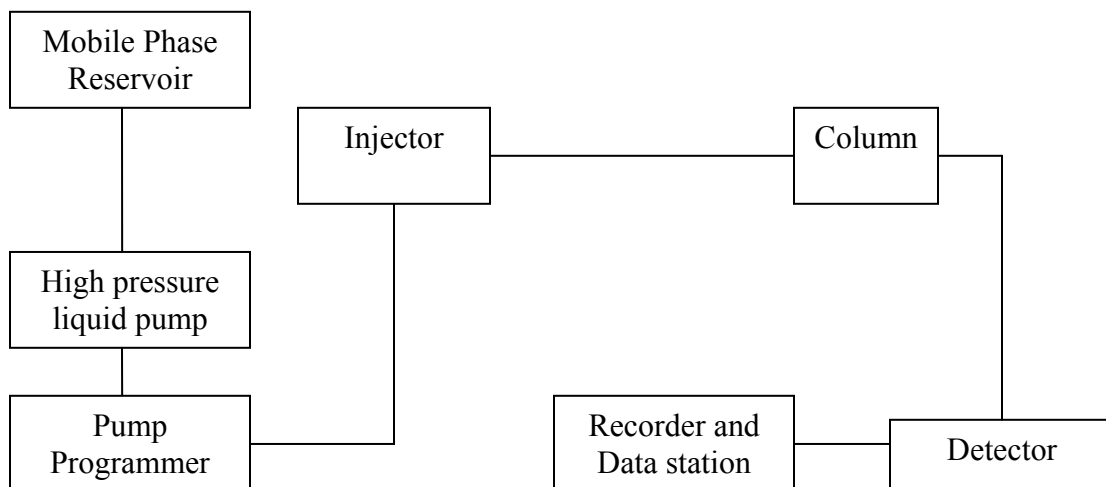 Mobile Phase
Reservoir
Injector
Column
High pressure
liquid pump
Pump
Programmer
Recorder and
Data station
Detector